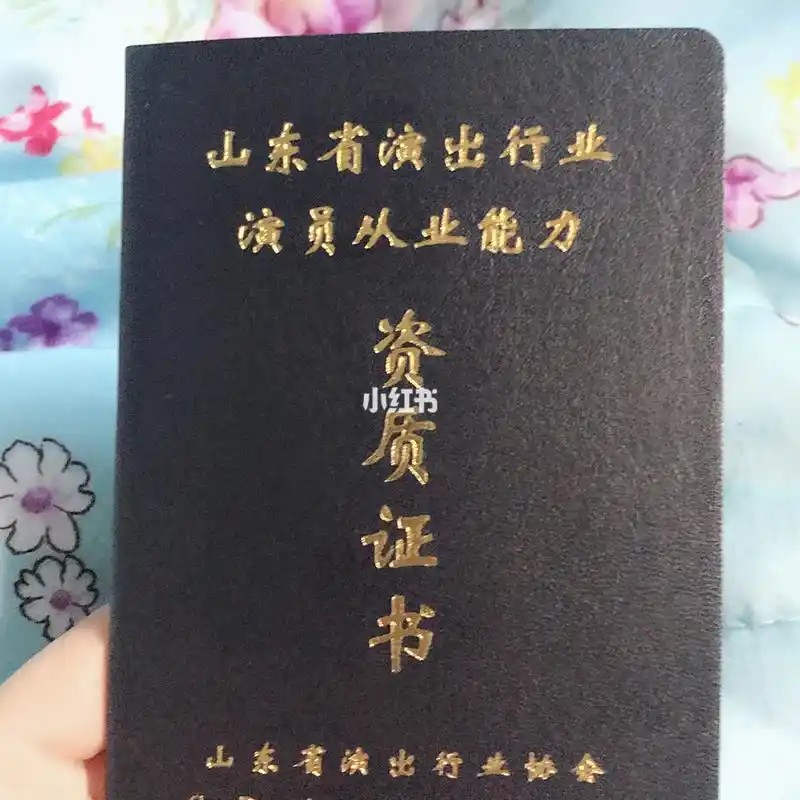 山东省演出行业
演员从业能力
资质证书
小红书
山东省演出行业协会